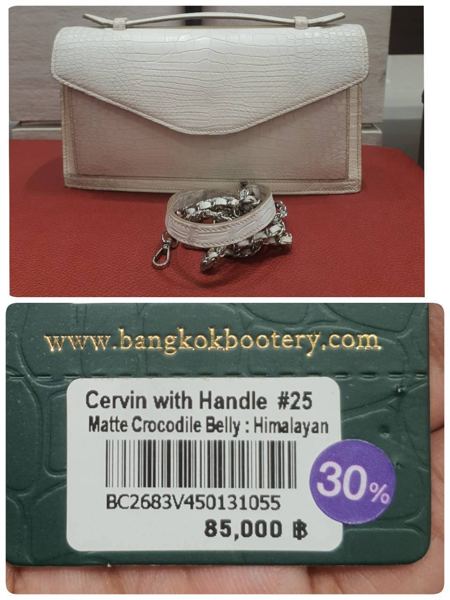 www.bangkokbootery.com
Cervin with Handle #25
Matte Crocodile Belly : Himalayan
BC2683V450131055
85,000 ฿
30%